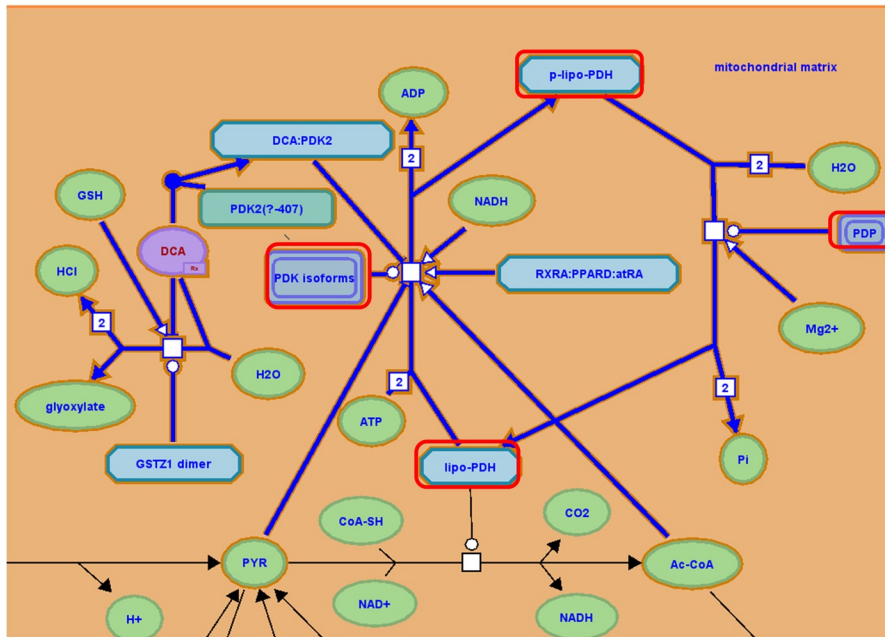 p-lipo-PDH
mitochondrial matrix
ADP
DCA:PDK2
2
2
H2O
GSH
PDK2(?-407)
NADH
DCA
Rx
PDP
HCl
PDK isoforms
RXRA:PPARD:atRA
2
Mg2+
H2O
2
2
glyoxylate
ATP
GSTZ1 dimer
lipo-PDH
Pi
CoA-SH
CO2
PYR
Ac-CoA
H+
NAD+
NADH